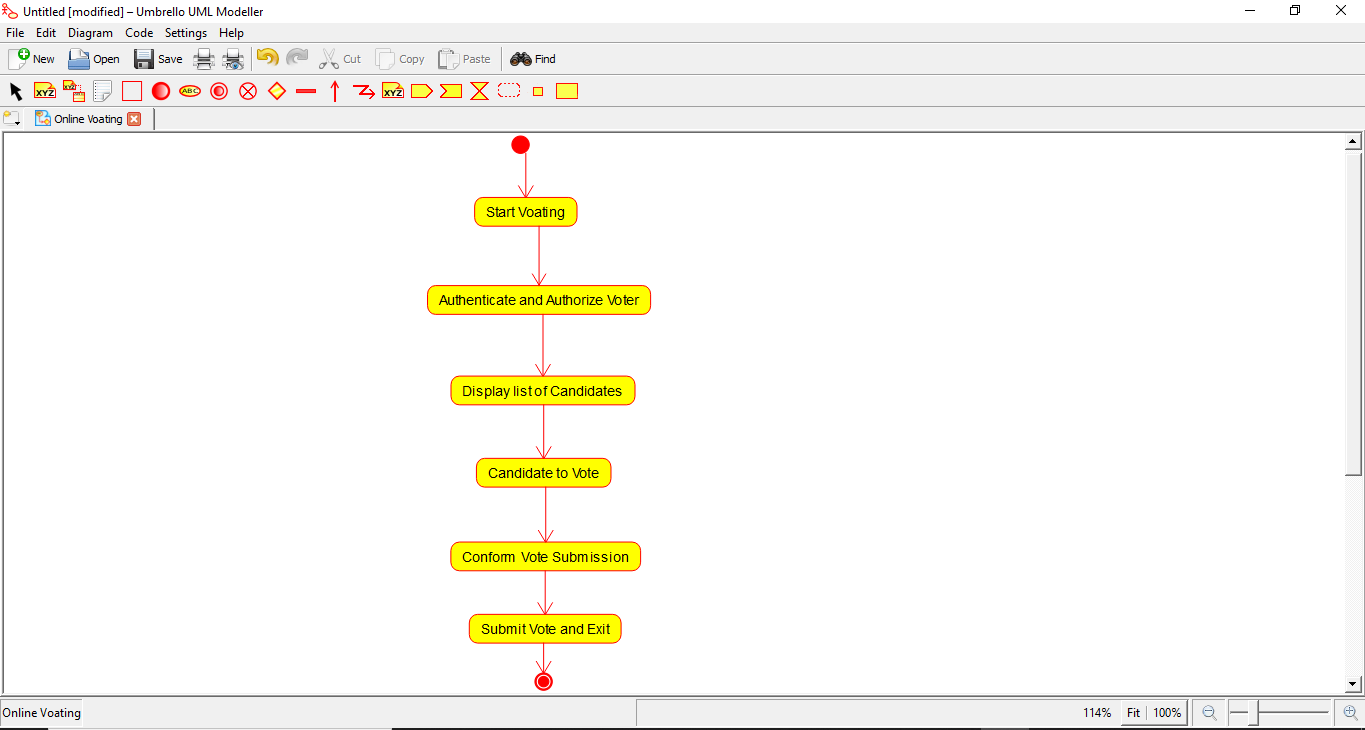 Untitled [modified] – Umbrello UML Modeller
File Edit Diagram Code Settings Help
New Open Save Cut Copy Paste Find
XYZ XYZ ABC XYZ
Online Voating
Start Voating
Authenticate and Authorize Voter
Display list of Candidates
Candidate to Vote
Conform Vote Submission
Submit Vote and Exit
Online Voating 114% Fit 100%